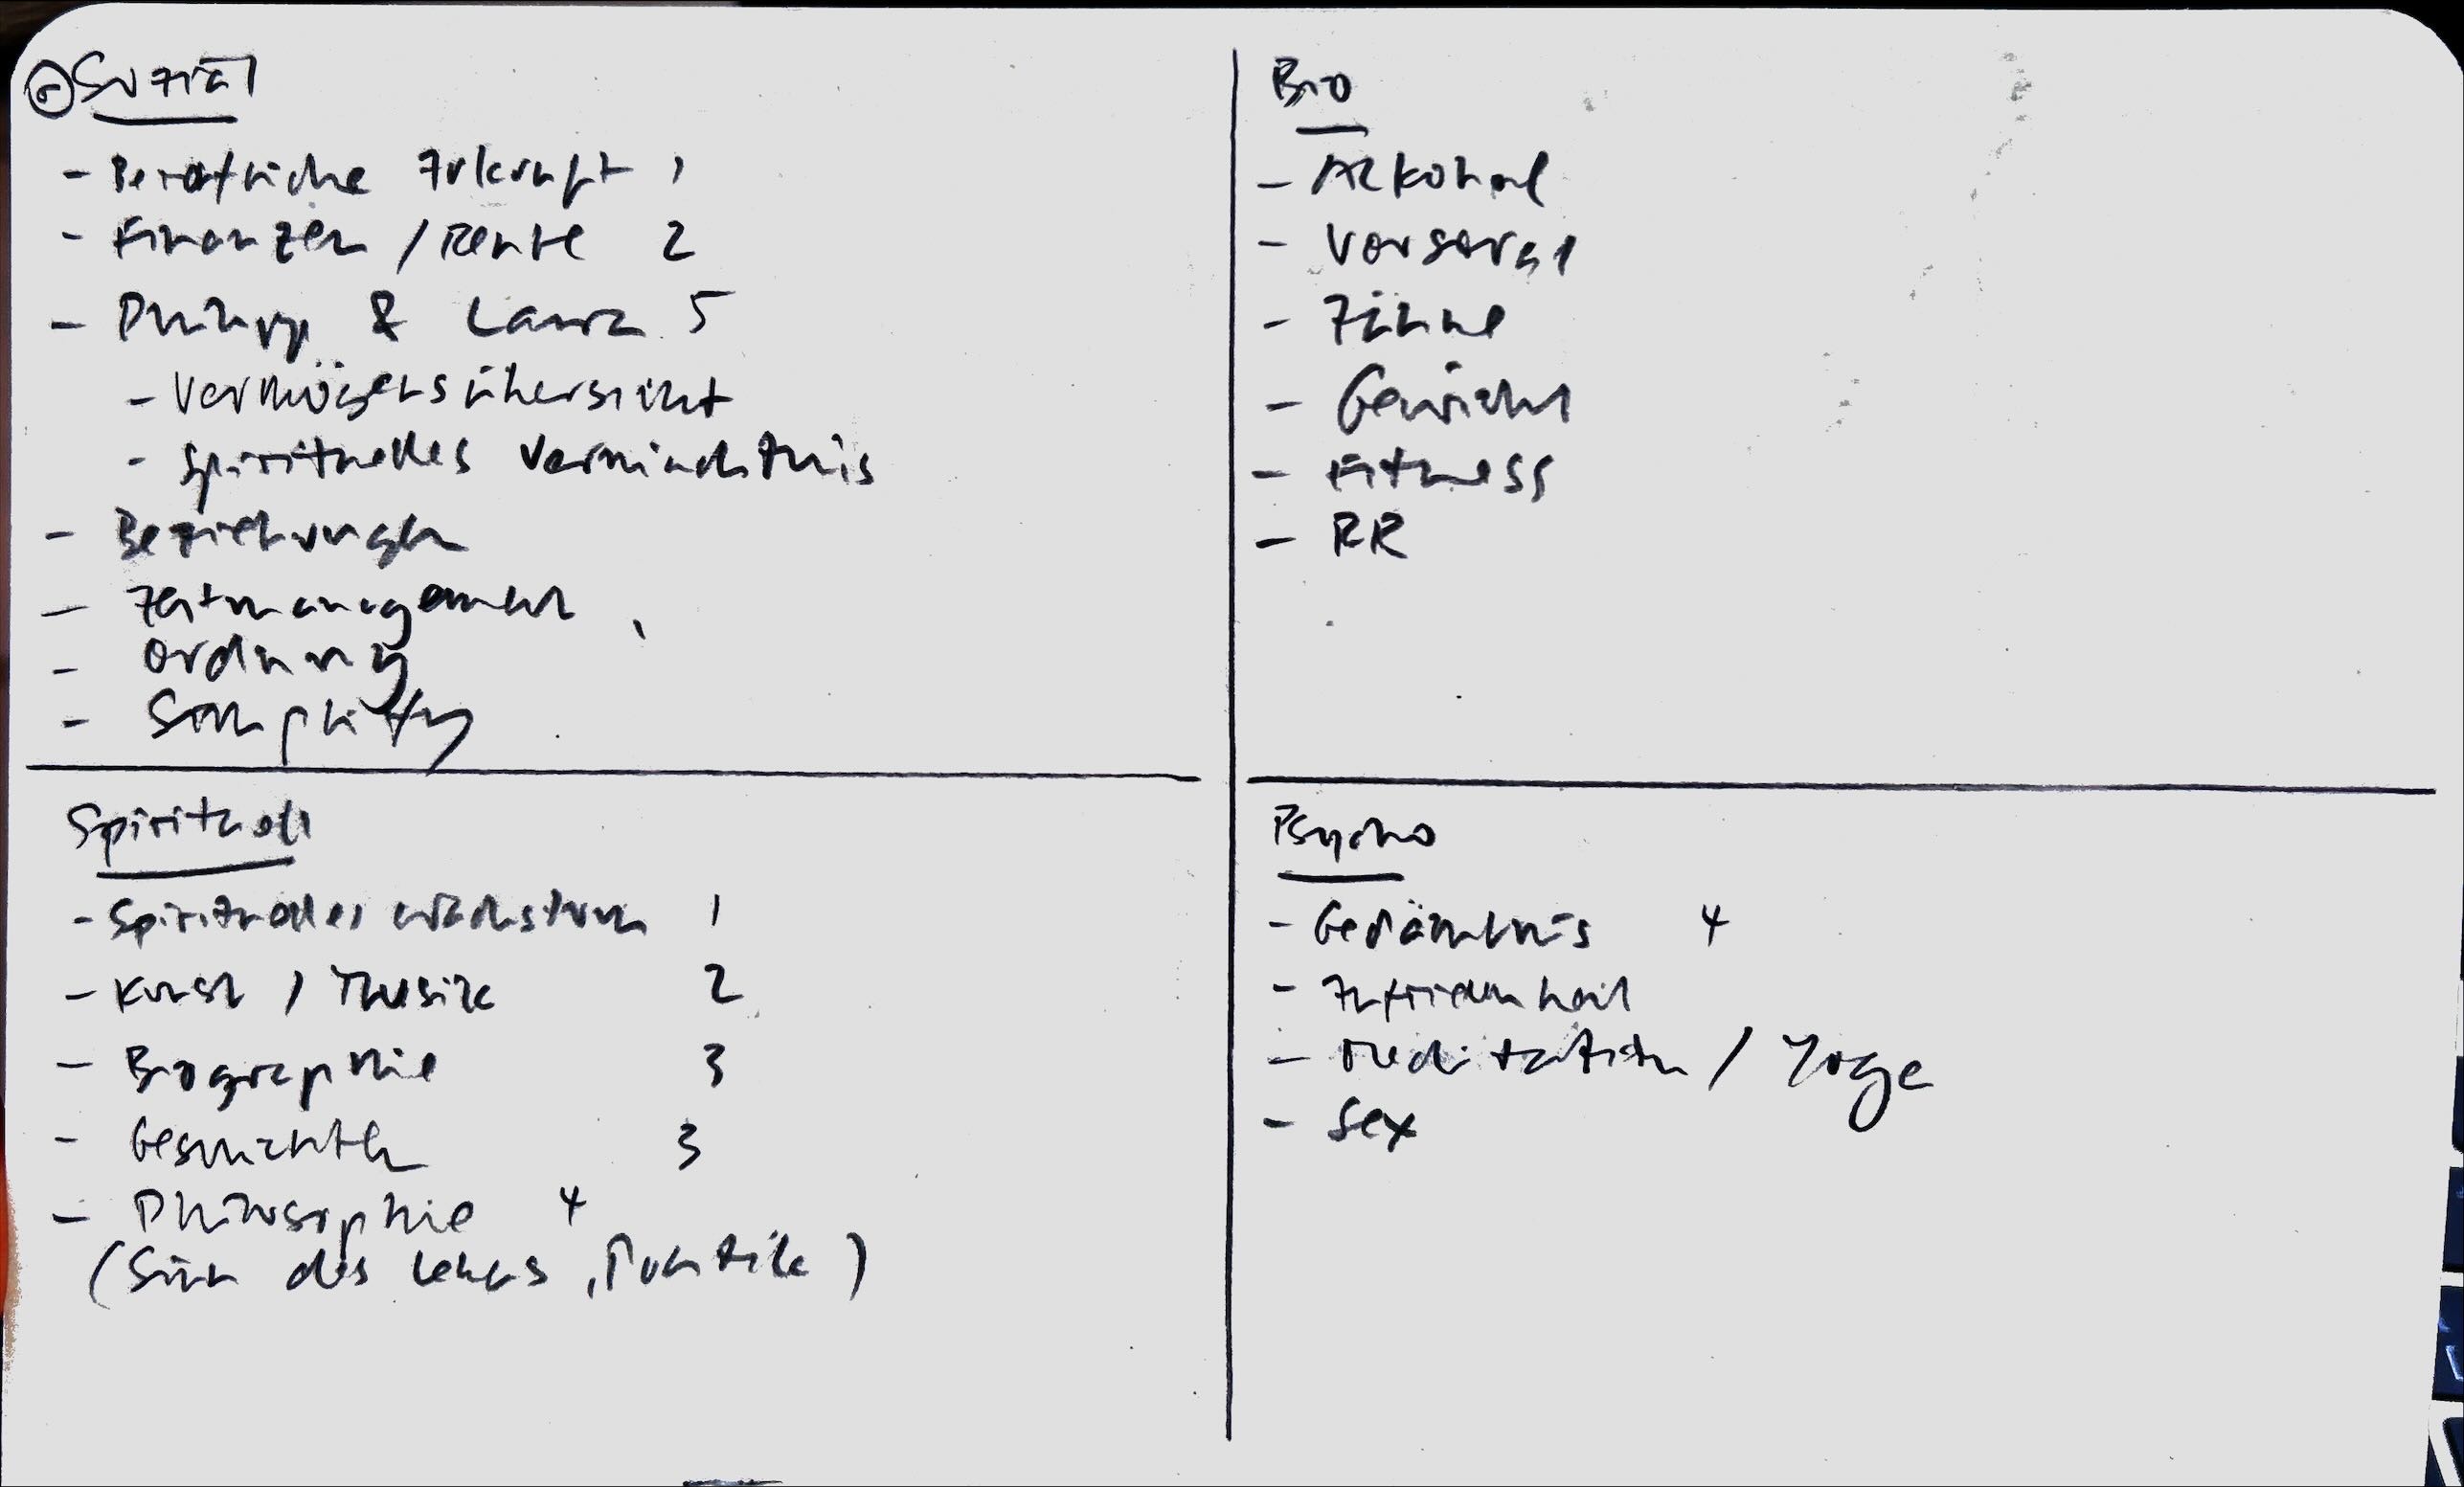 Sozial
- Berufliche Zukunft 1
- Finanzen / Rente 2
- Philipp & Laura 5
- Vermögensübersicht
- Spirituelles Vermächtnis
- Beziehungen
- Zeitmanagement
- Ordnung
- Simplify
Bio
- Alkohol
- Vorsorge
- Zähne
- Gewicht
- Fitness
- RR
Spirituell
- Spirituelles Wachstum 1
- Kunst / Musik 2
- Biographie 3
- Geschichten 3
- Philosophie 4
(Sinn des Lebens,
Psycho
- Gedächtnis 4
- Zufriedenheit
- Meditation / Yoga
- Sex